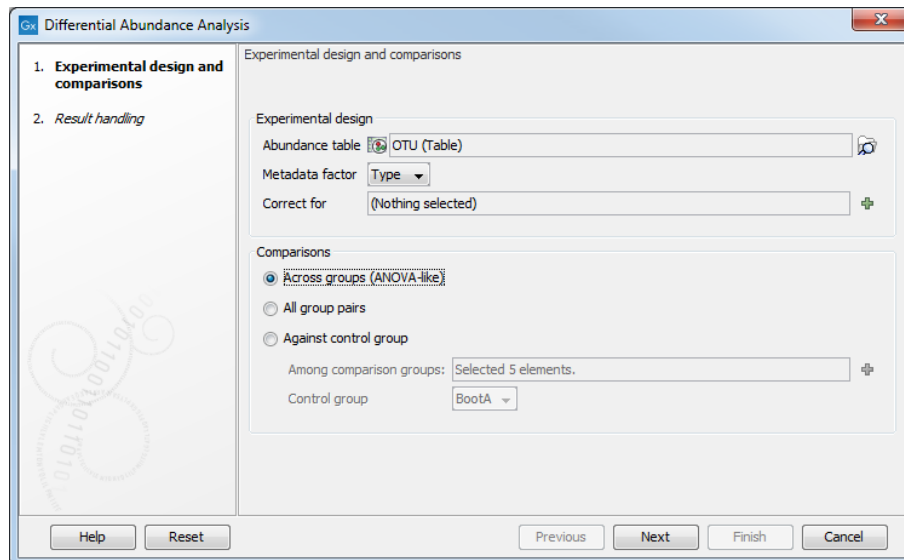 Gx Differential Abundance Analysis
1. Experimental design and
comparisons
2. Result handling
Experimental design and comparisons
Experimental design
Abundance table OTU (Table)
Metadata factor Type
Correct for (Nothing selected)
Comparisons
Across groups (ANOVA-like)
All group pairs
Against control group
Among comparison groups: Selected 5 elements.
Control group BootA
Help Reset Previous Next Finish Cancel